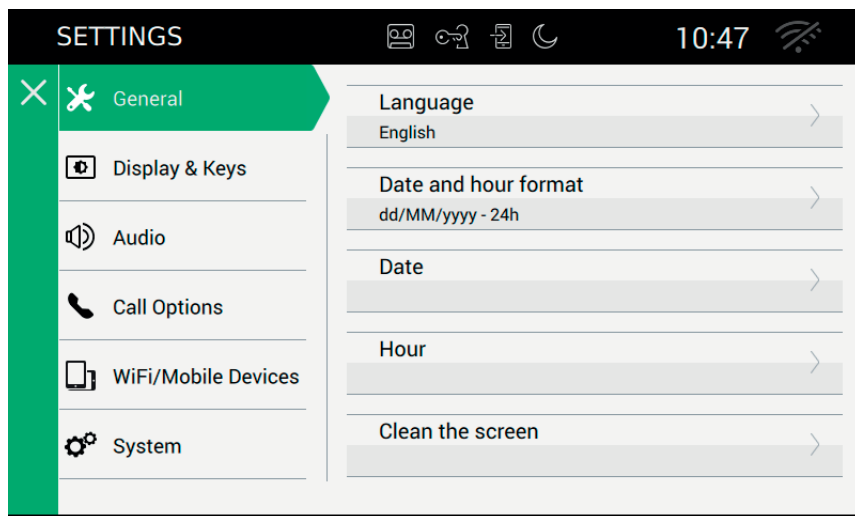 SETTINGS
10:47
General
Display & Keys
Audio
Call Options
WiFi/Mobile Devices
System
Language
English
Date and hour format
dd/MM/yyyy - 24h
Date
Hour
Clean the screen